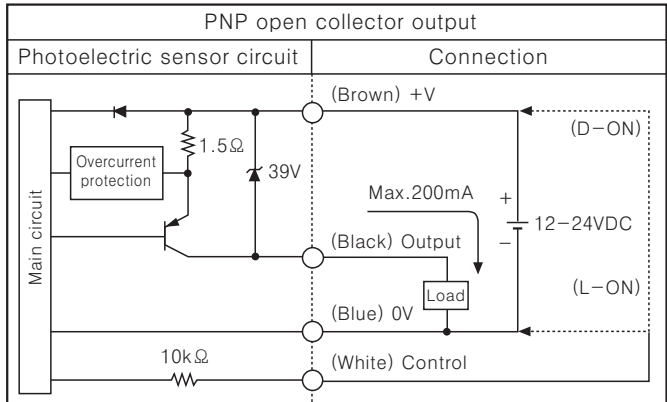 PNP open collector output
Photoelectric sensor circuit
Connection
(Brown) +V
(D-ON)
1.5Ω
Overcurrent
protection
39V
Max.200mA
+
12-24VDC
-
Main circuit
(Black) Output
Load
(L-ON)
(Blue) 0V
10kΩ
(White) Control